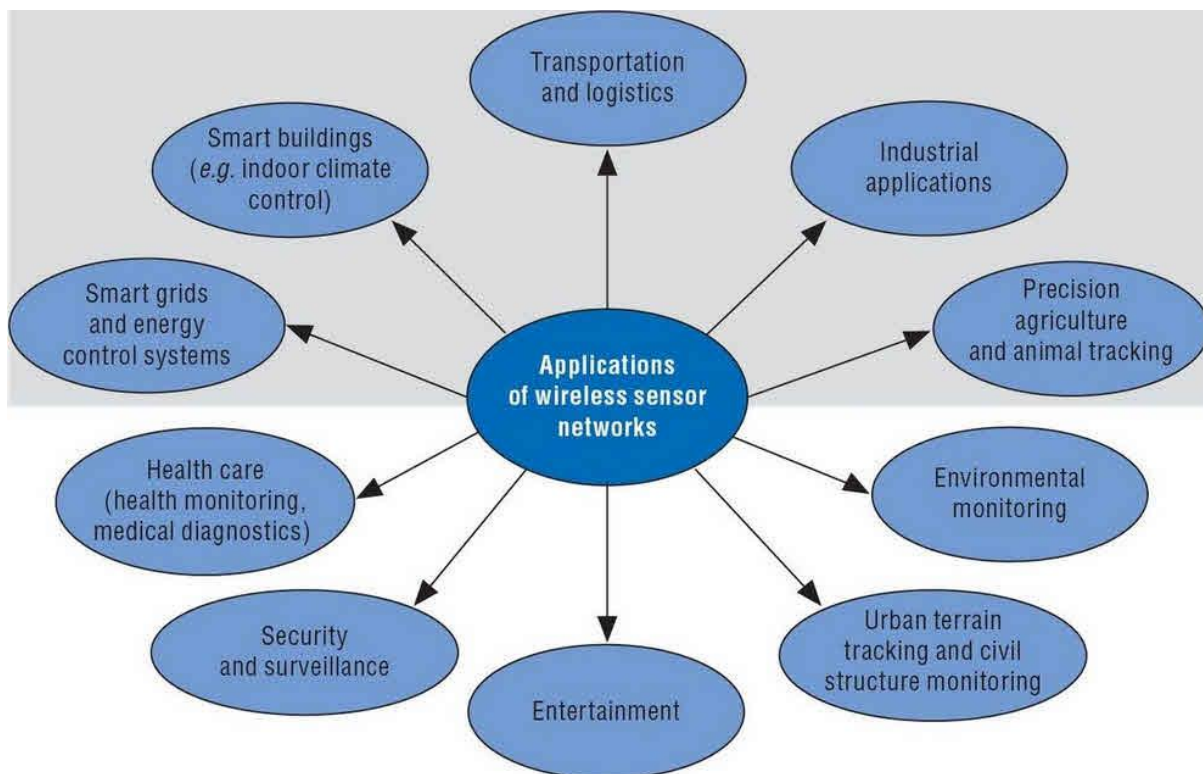 Transportation
and logistics
Smart buildings
(e.g. indoor climate
control)
Industrial
applications
Smart grids
and energy
control systems
Precision
agriculture
and animal tracking
Applications
of wireless sensor
networks
Health care
(health monitoring,
medical diagnostics)
Environmental
monitoring
Security
and surveillance
Urban terrain
tracking and civil
structure monitoring
Entertainment